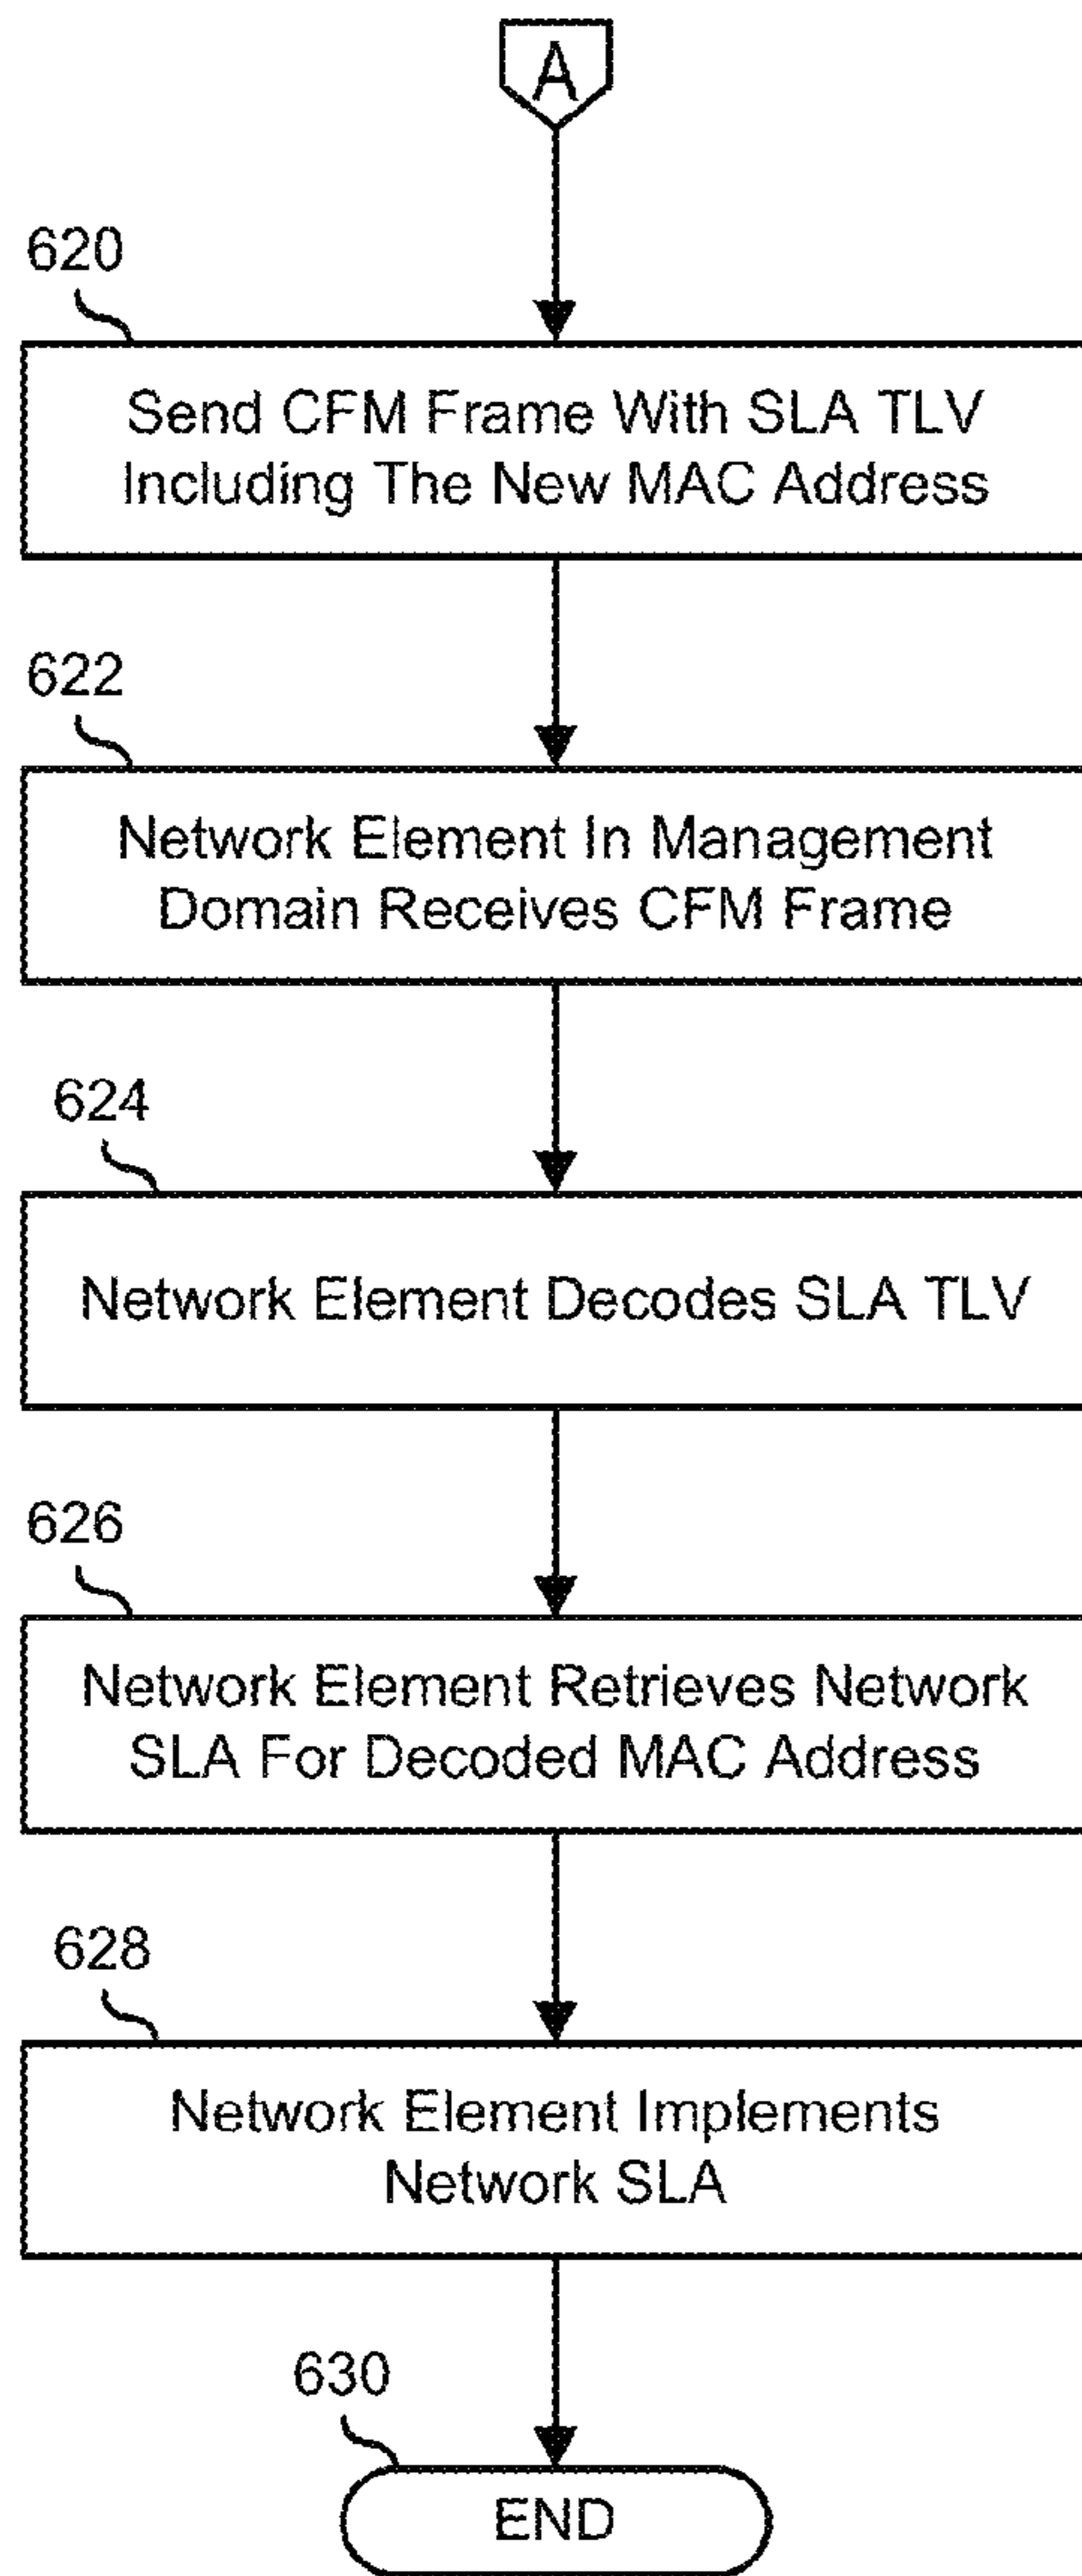 A
620
Send CFM Frame With SLA TLV
Including The New MAC Address
622
Network Element In Management
Domain Receives CFM Frame
624
Network Element Decodes SLA TLV
626
Network Element Retrieves Network
SLA For Decoded MAC Address
628
Network Element Implements
Network SLA
630
END